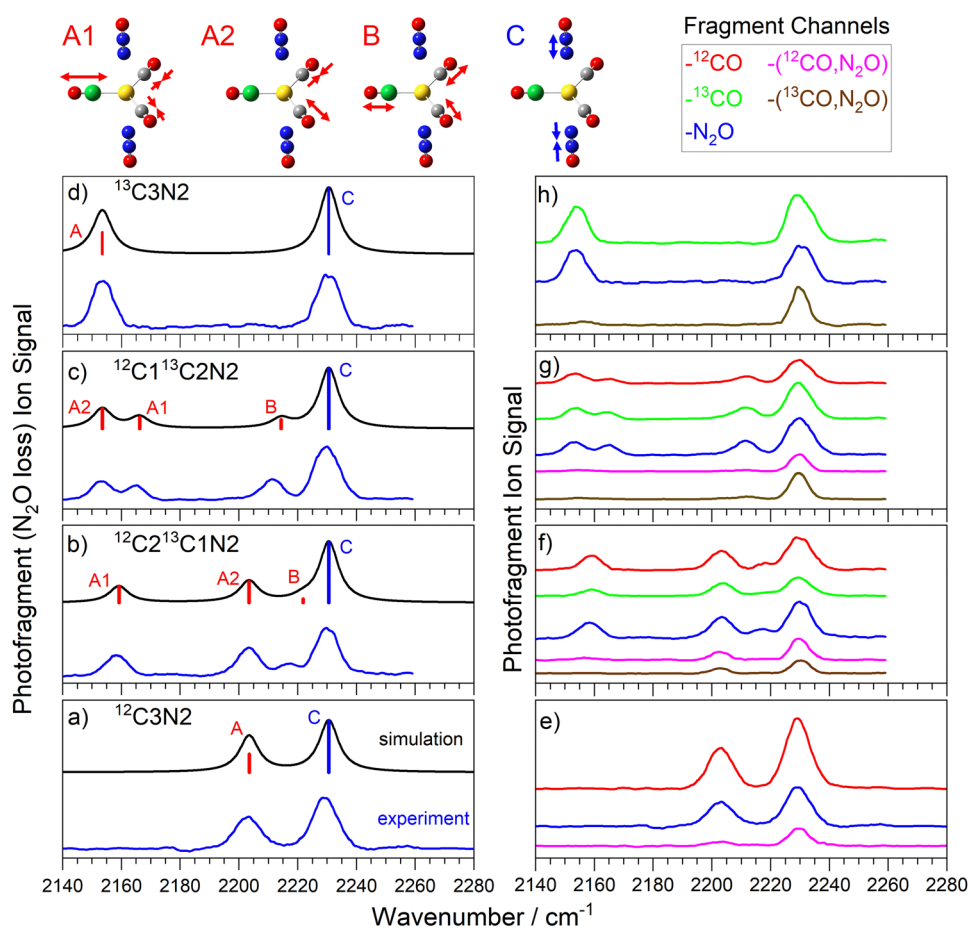 A1 A2 B C
Fragment Channels
-¹²CO -(¹²CO,N₂O)
-¹³CO -(¹³CO,N₂O)
-N₂O
Photofragment (N₂O loss) Ion Signal
d) ¹³C3N2
A
C
c) ¹²C1¹³C2N2
A2 A1 B C
b) ¹²C2¹³C1N2
A1 A2 B C
a) ¹²C3N2
A C
simulation
experiment
2140 2160 2180 2200 2220 2240 2260 2280
Photofragment Ion Signal
h)
g)
f)
e)
2140 2160 2180 2200 2220 2240 2260 2280
Wavenumber / cm⁻¹